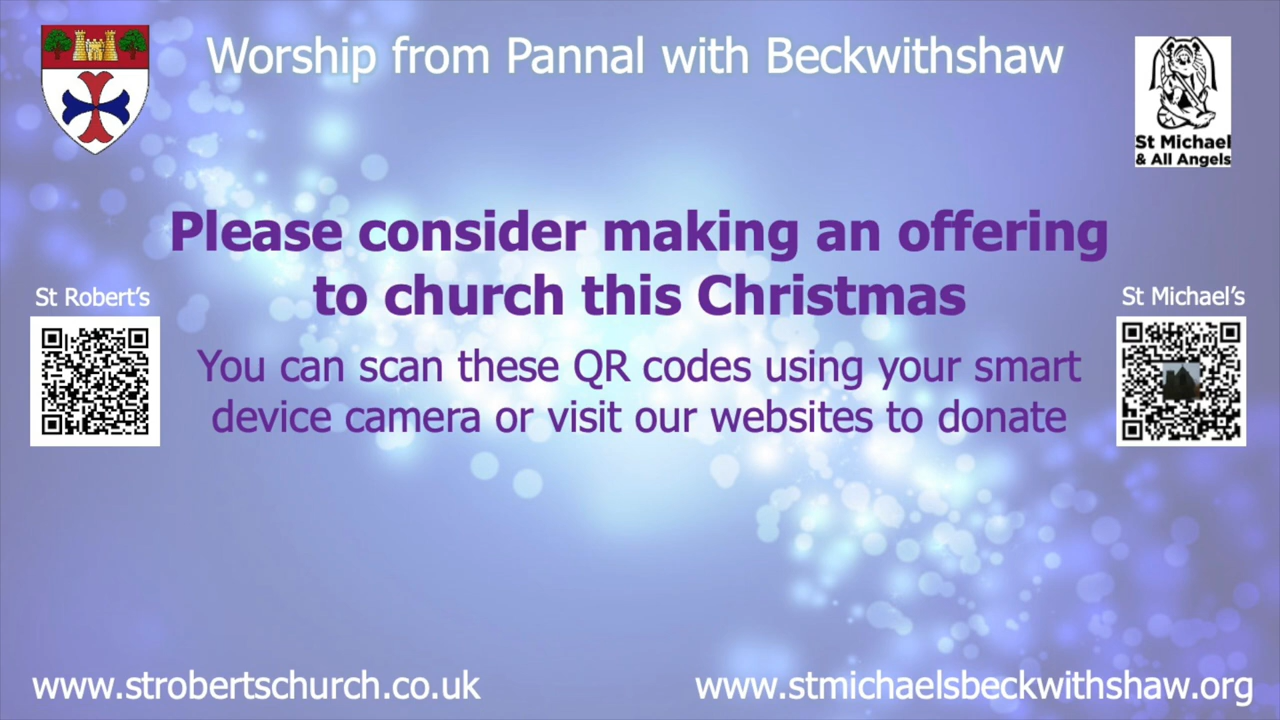 Worship from Pannal with Beckwithshaw
St Michael
& All Angels
Please consider making an offering
to church this Christmas
St Robert’s
St Michael’s
You can scan these QR codes using your smart
device camera or visit our websites to donate
www.strobertschurch.co.uk
www.stmichaelsbeckwithshaw.org